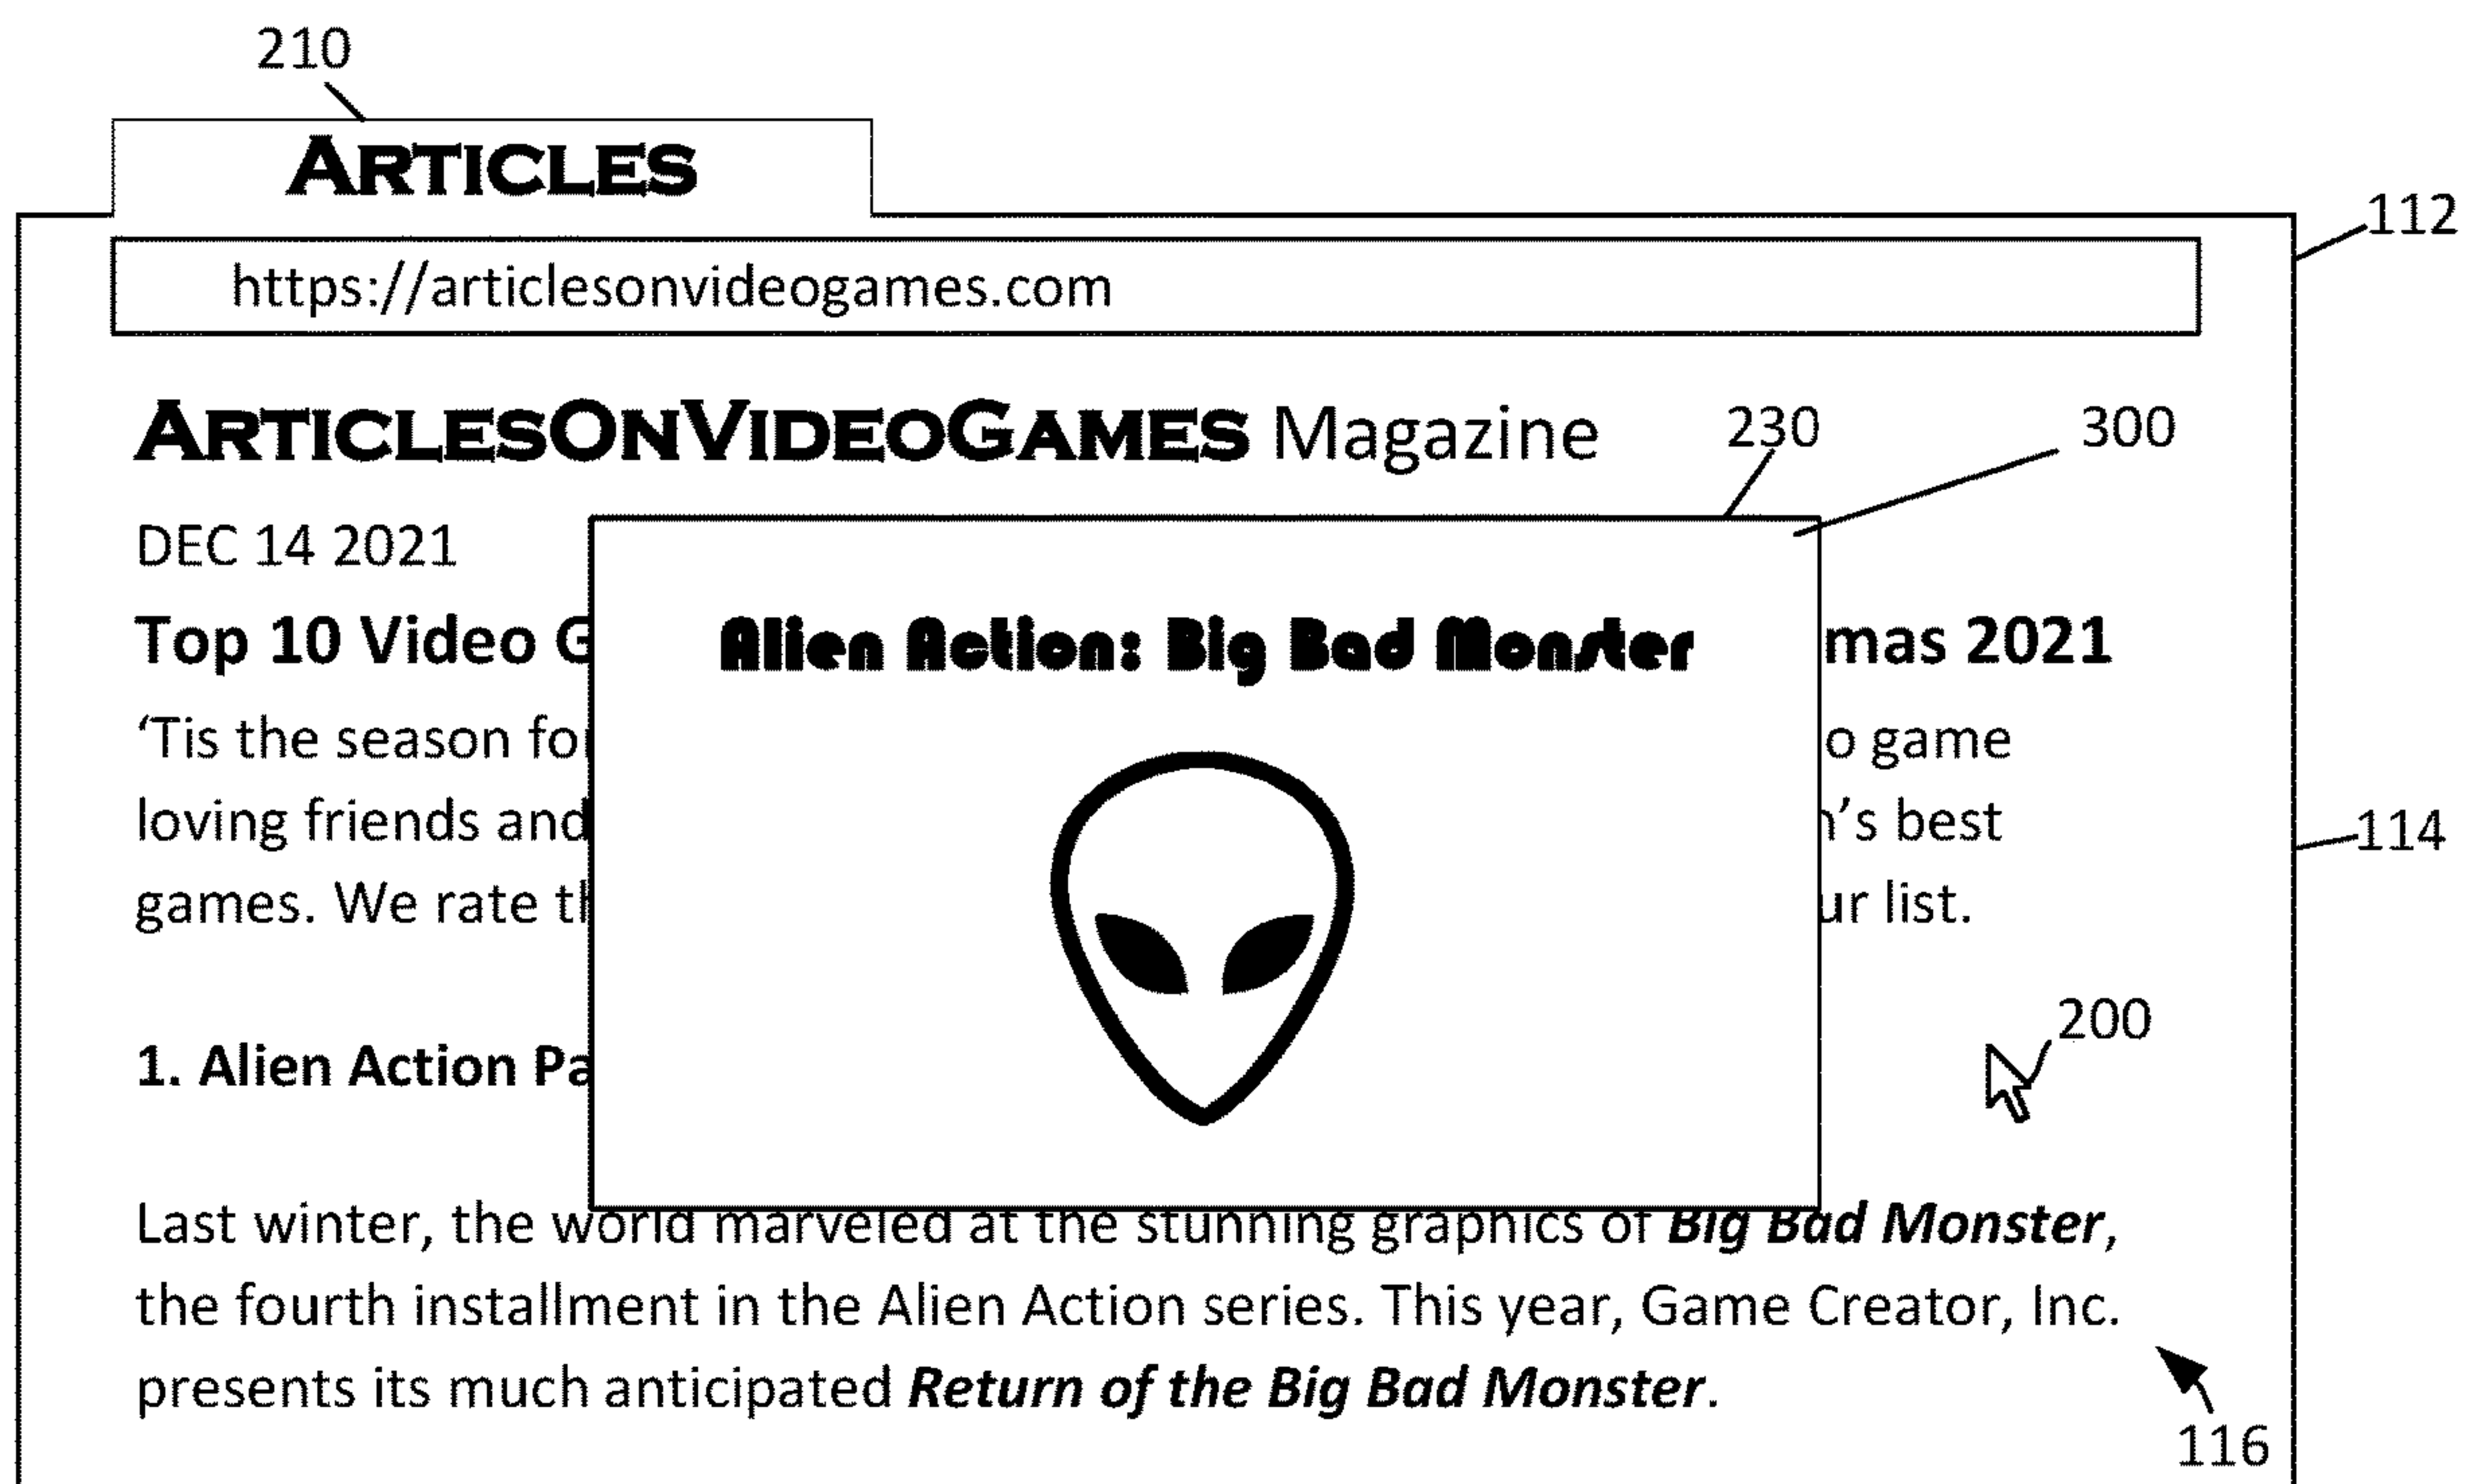 210
ARTICLES
112
https://articlesonvideogames.com
ARTICLESONVIDEOGAMES Magazine
230
300
DEC 14 2021
Top 10 Video G
mas 2021
Alien Action: Big Bad Monster
‘Tis the season for
o game
loving friends and
n’s best
114
games. We rate th
ur list.
200
1. Alien Action Pa
Last winter, the world marveled at the stunning graphics of Big Bad Monster,
the fourth installment in the Alien Action series. This year, Game Creator, Inc.
presents its much anticipated Return of the Big Bad Monster.
116